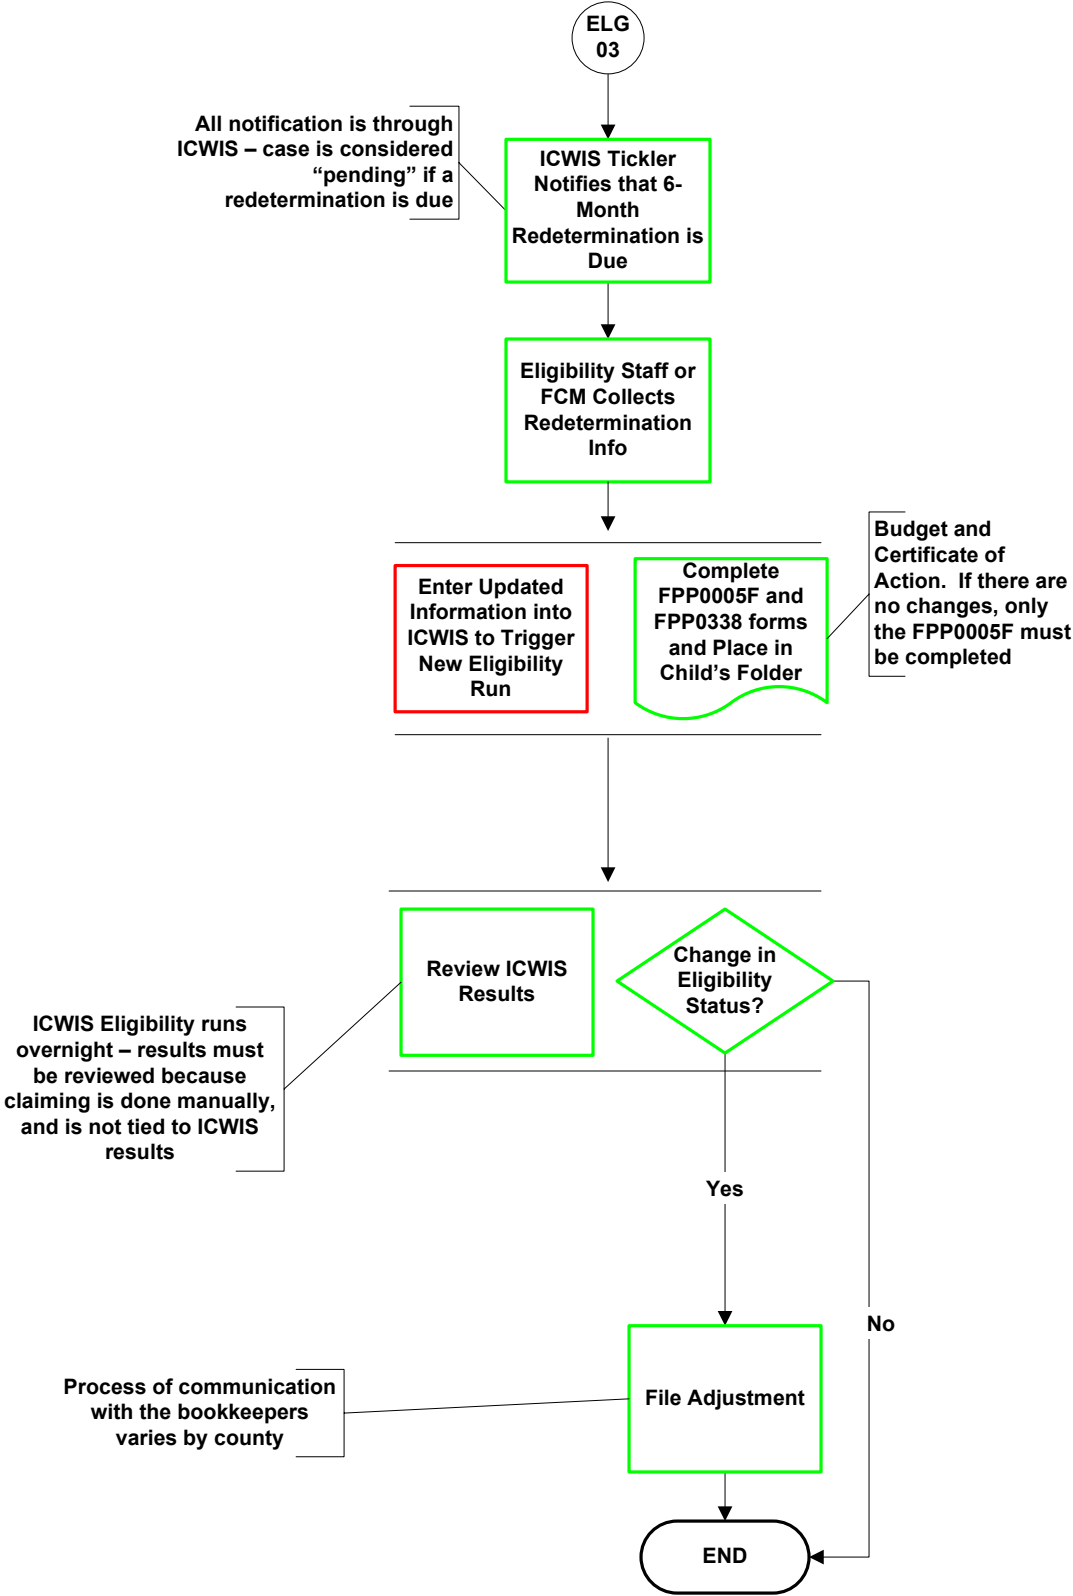 ELG
03
All notification is through
ICWIS – case is considered
“pending” if a
redetermination is due
ICWIS Tickler
Notifies that 6-
Month
Redetermination is
Due
Eligibility Staff or
FCM Collects
Redetermination
Info
Enter Updated
Information into
ICWIS to Trigger
New Eligibility
Run
Complete
FPP0005F and
FPP0338 forms
and Place in
Child’s Folder
Budget and
Certificate of
Action.  If there are
no changes, only
the FPP0005F must
be completed
Review ICWIS
Results
Change in
Eligibility
Status?
ICWIS Eligibility runs
overnight – results must
be reviewed because
claiming is done manually,
and is not tied to ICWIS
results
Yes
No
File Adjustment
Process of communication
with the bookkeepers
varies by county
END